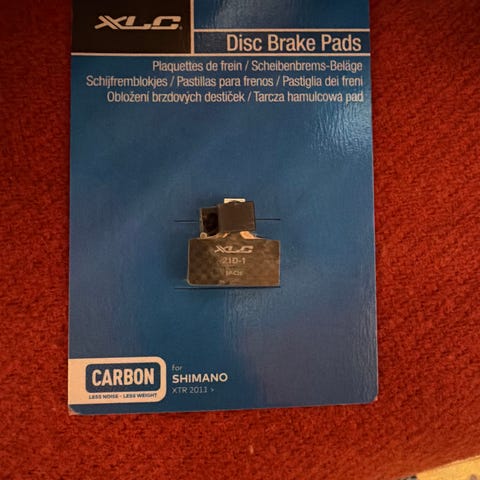 XLC
Disc Brake Pads
Plaquettes de frein / Scheibenbrems-Beläge
Schijfremblokjes / Pastillas para frenos / Pastiglia dei freni
Obložení brzdových destiček / Tarcza hamulcowa pad
XLC
21D-1
CARBON
LESS NOISE - LESS WEIGHT
for
SHIMANO
XTR 2011 >